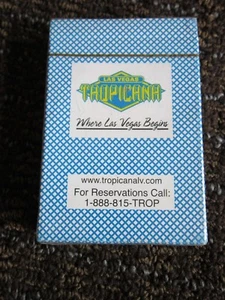 LAS VEGAS
TROPICANA
Where Las Vegas Begins
www.tropicanalv.com
For Reservations Call:
1-888-815-TROP